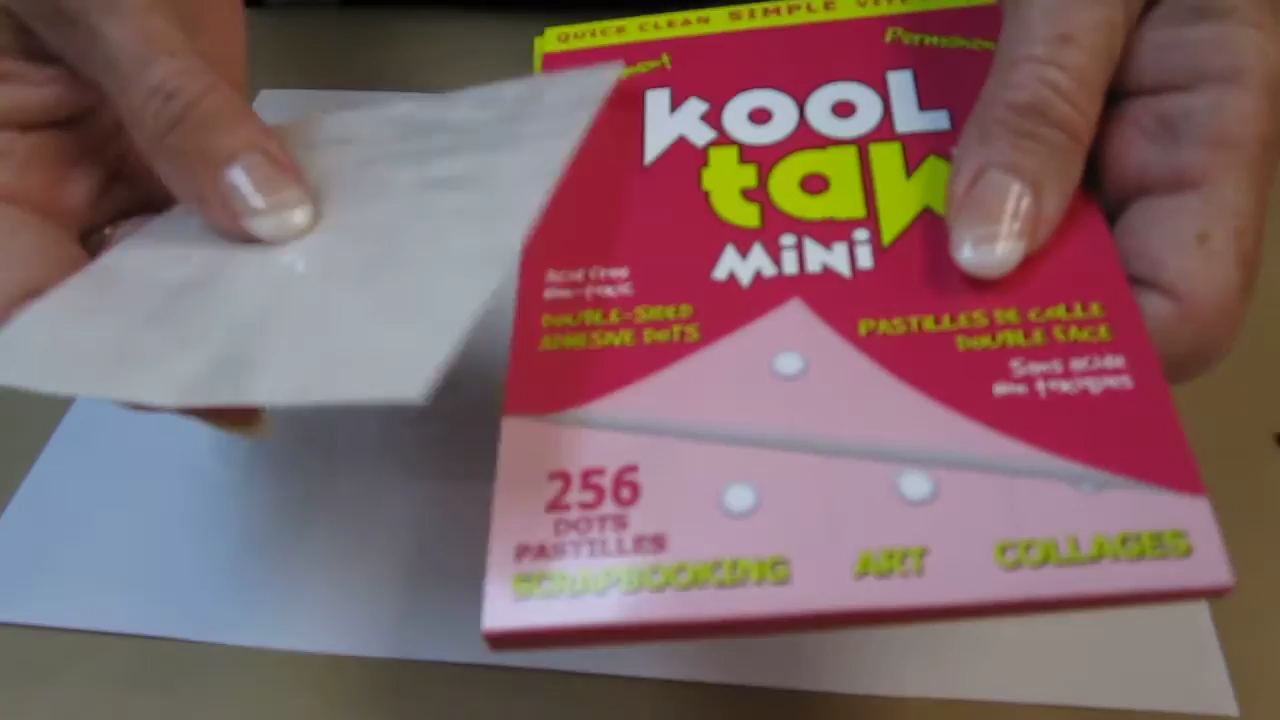 QUICK CLEAN SIMPLE
Permanen
KOOL
taK
MiNi
Acid free
DOUBLE-SIDED
ADHESIVE DOTS
PASTILLES DE COLLE
DOUBLE FACE
Sans acide
256
DOTS
PASTILLES
SCRAPBOOKING ART COLLAGES